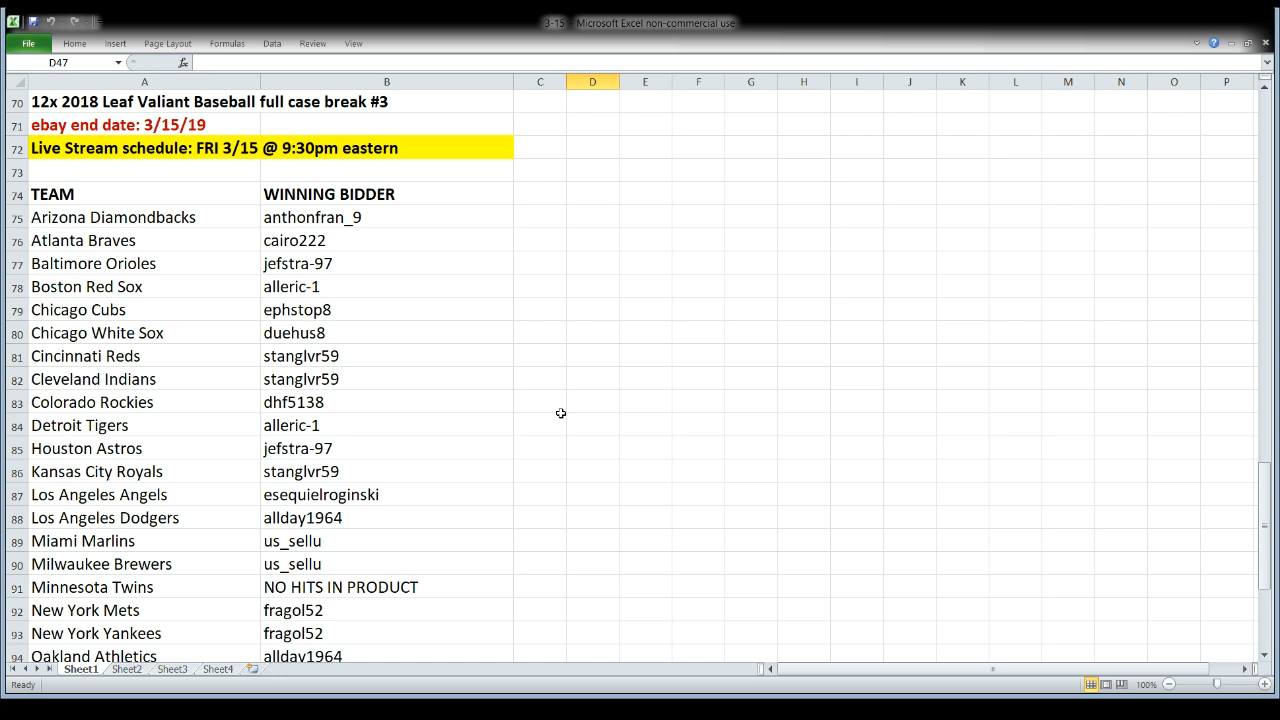 3-15 - Microsoft Excel non-commercial use
File Home Insert Page Layout Formulas Data Review View
D47 fx
A B C D E F G H I J K L M N O P
70 12x 2018 Leaf Valiant Baseball full case break #3
71 ebay end date: 3/15/19
72 Live Stream schedule: FRI 3/15 @ 9:30pm eastern
73
74 TEAM WINNING BIDDER
75 Arizona Diamondbacks anthonfran_9
76 Atlanta Braves cairo222
77 Baltimore Orioles jefstra-97
78 Boston Red Sox alleric-1
79 Chicago Cubs ephstop8
80 Chicago White Sox duehus8
81 Cincinnati Reds stanglvr59
82 Cleveland Indians stanglvr59
83 Colorado Rockies dhf5138
84 Detroit Tigers alleric-1
85 Houston Astros jefstra-97
86 Kansas City Royals stanglvr59
87 Los Angeles Angels esequielroginski
88 Los Angeles Dodgers allday1964
89 Miami Marlins us_sellu
90 Milwaukee Brewers us_sellu
91 Minnesota Twins NO HITS IN PRODUCT
92 New York Mets fragol52
93 New York Yankees fragol52
94 Oakland Athletics allday1964
Sheet1 Sheet2 Sheet3 Sheet4
Ready 100%